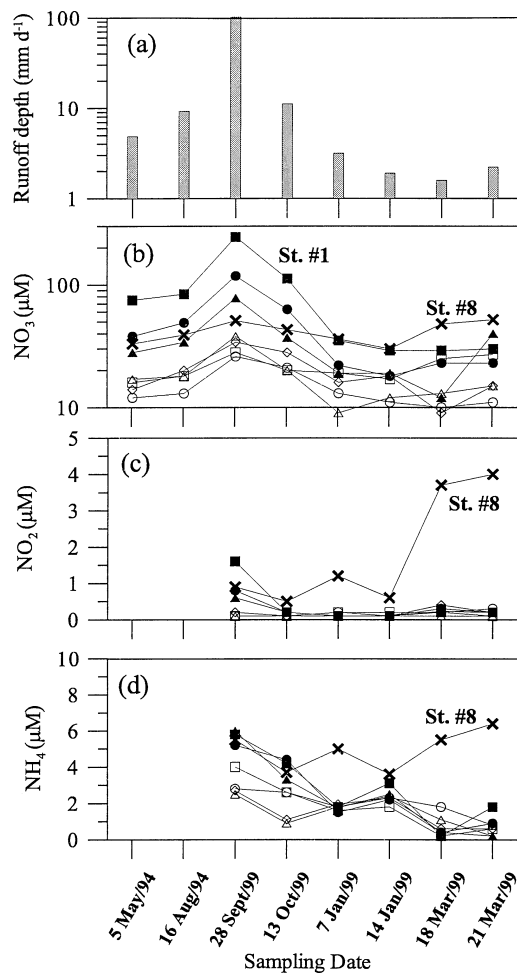 (a)
Runoff depth (mm d-1)
100
10
1
(b)
NO3 (μM)
100
10
St. #1
St. #8
(c)
NO2 (μM)
5
4
3
2
1
0
St. #8
(d)
NH4 (μM)
10
8
6
4
2
0
St. #8
5 May/94
16 Aug/94
28 Sept/99
13 Oct/99
7 Jan/99
14 Jan/99
18 Mar/99
21 Mar/99
Sampling Date